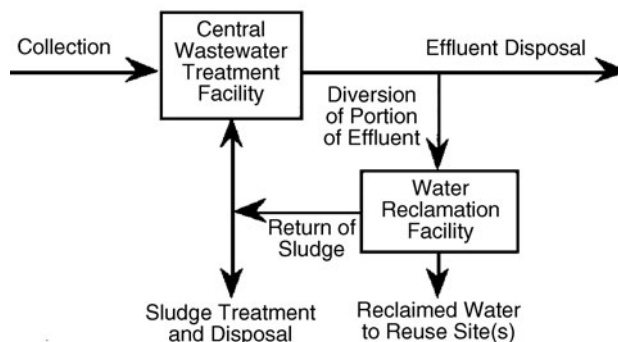 Collection
Central
Wastewater
Treatment
Facility
Effluent Disposal
Diversion
of Portion
of Effluent
Water
Reclamation
Facility
Return of
Sludge
Sludge Treatment
and Disposal
Reclaimed Water
to Reuse Site(s)